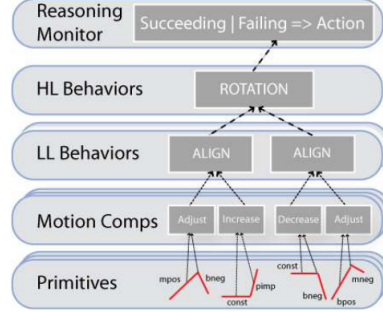 Reasoning
Monitor
Succeeding | Failing => Action
HL Behaviors
ROTATION
LL Behaviors
ALIGN
ALIGN
Motion Comps
Adjust
Increase
Decrease
Adjust
Primitives
mpos
bneg
const
pimp
const
bneg
bpos
mneg